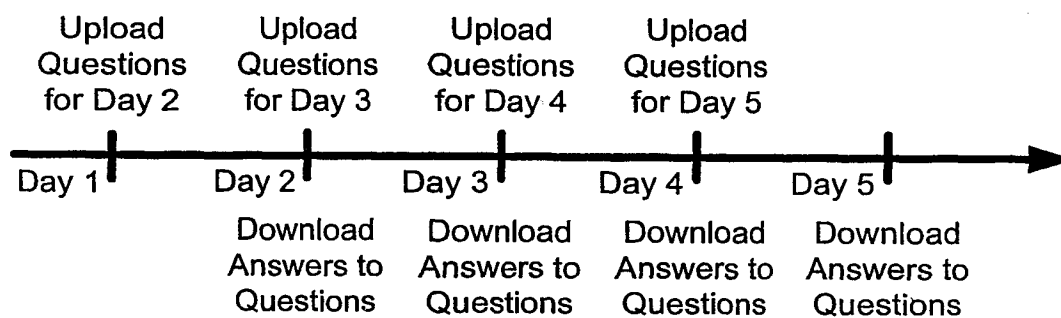 Upload
Questions
for Day 2
Upload
Questions
for Day 3
Upload
Questions
for Day 4
Upload
Questions
for Day 5
Day 1
Day 2
Day 3
Day 4
Day 5
Download
Answers to
Questions
Download
Answers to
Questions
Download
Answers to
Questions
Download
Answers to
Questions